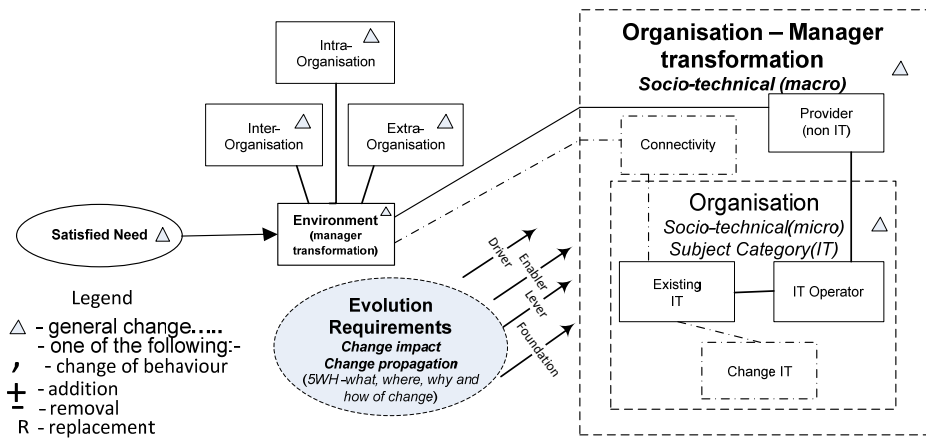 Intra-
Organisation
Inter-
Organisation
Extra-
Organisation
Satisfied Need
Environment
(manager
transformation)
Organisation – Manager
transformation
Socio-technical (macro)
Provider
(non IT)
Connectivity
Organisation
Socio-technical(micro)
Subject Category(IT)
Existing
IT
IT Operator
Change IT
Driver
Enabler
Lever
Foundation
Evolution
Requirements
Change impact
Change propagation
(5WH-what, where, why and
how of change)
Legend
- general change.....
- one of the following:-
, - change of behaviour
+ - addition
- - removal
R - replacement